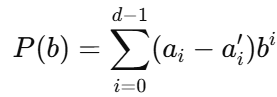 P(b) = \sum_{i=0}^{d-1} (a_i - a'_i) b^i